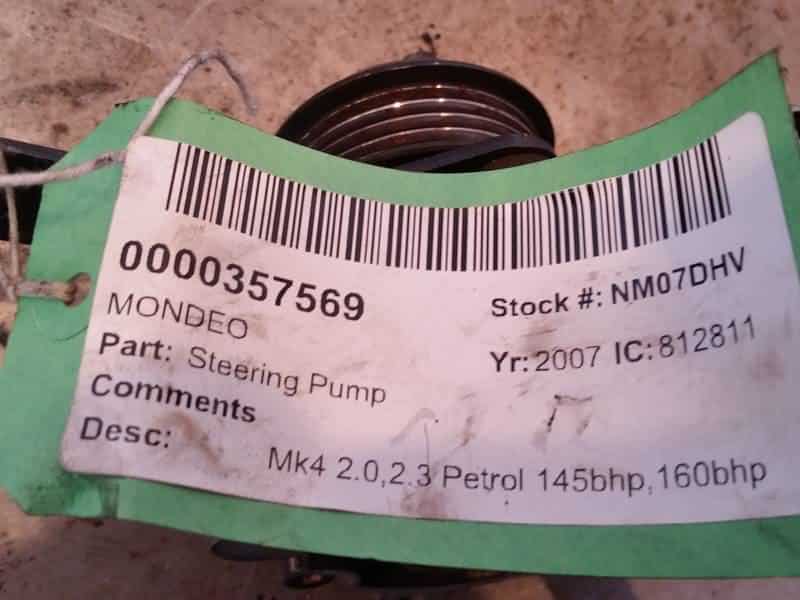 0000357569
Stock #: NM07DHV
MONDEO
Yr: 2007 IC: 812811
Part: Steering Pump
Comments
Desc:
Mk4 2.0,2.3 Petrol 145bhp,160bhp